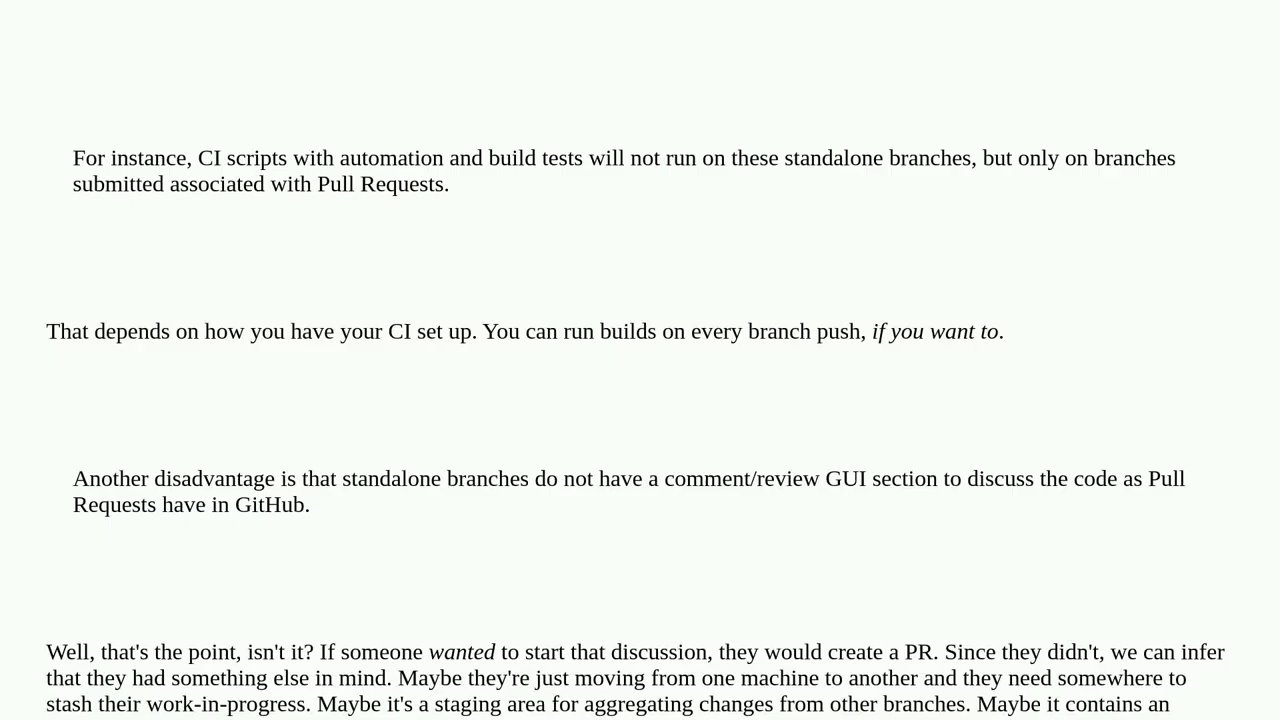 For instance, CI scripts with automation and build tests will not run on these standalone branches, but only on branches
submitted associated with Pull Requests.
That depends on how you have your CI set up. You can run builds on every branch push, if you want to.
Another disadvantage is that standalone branches do not have a comment/review GUI section to discuss the code as Pull
Requests have in GitHub.
Well, that's the point, isn't it? If someone wanted to start that discussion, they would create a PR. Since they didn't, we can infer
that they had something else in mind. Maybe they're just moving from one machine to another and they need somewhere to
stash their work-in-progress. Maybe it's a staging area for aggregating changes from other branches. Maybe it contains an